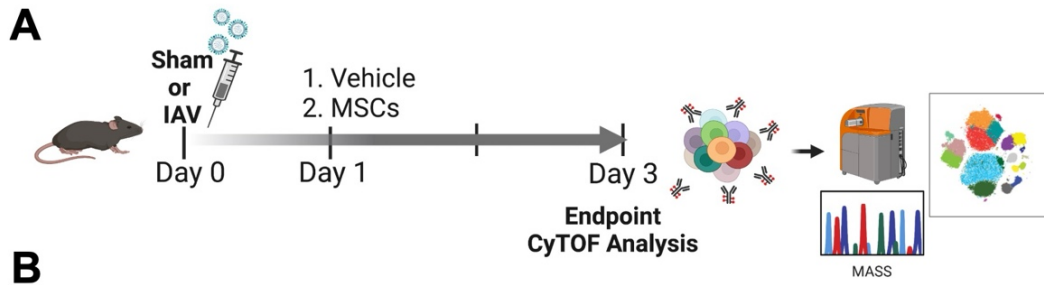 A
Sham
or
IAV
1. Vehicle
2. MSCs
Day 0
Day 1
Day 3
Endpoint
CyTOF Analysis
MASS
B